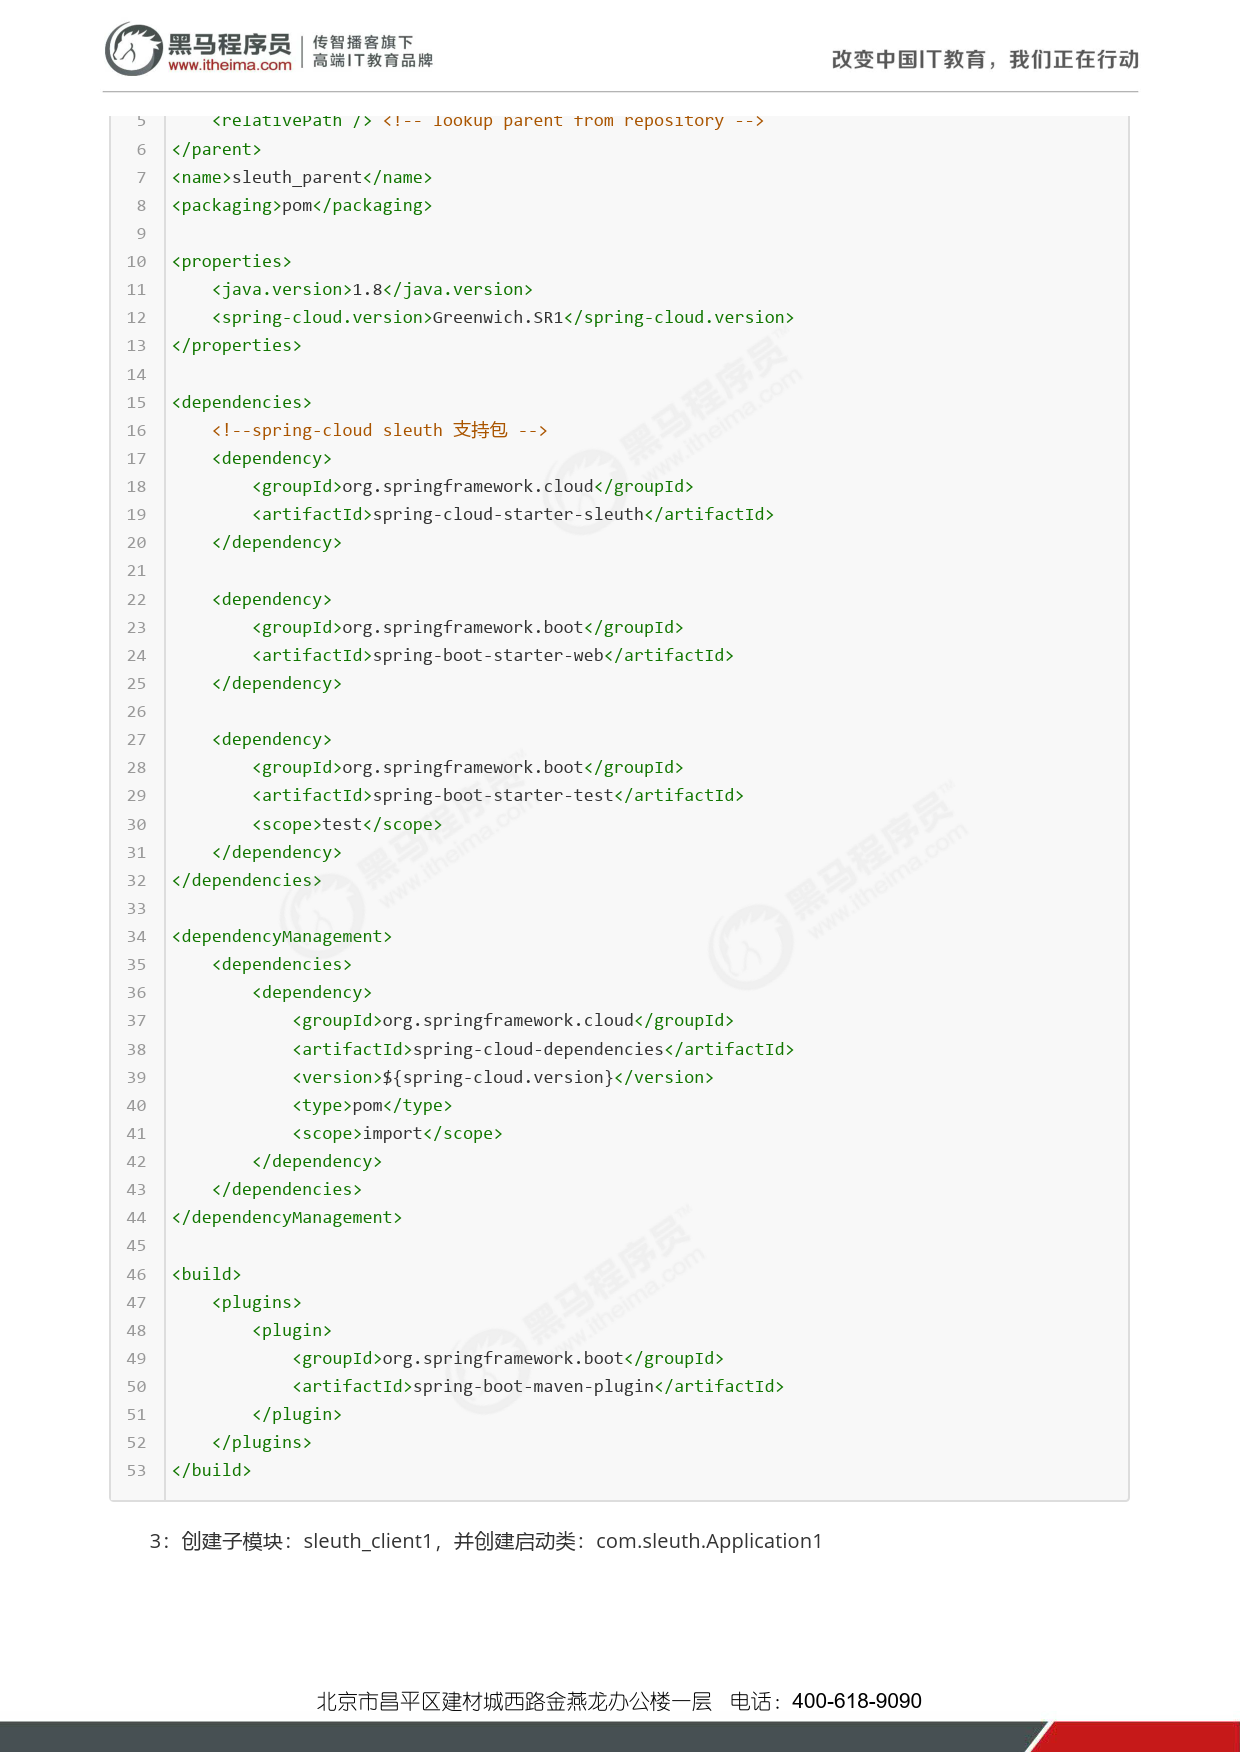 黑马程序员
www.itheima.com
传智播客旗下
高端IT教育品牌
改变中国IT教育，我们正在行动
5     <relativePath /> <!-- lookup parent from repository -->
6 </parent>
7 <name>sleuth_parent</name>
8 <packaging>pom</packaging>
9
10 <properties>
11     <java.version>1.8</java.version>
12     <spring-cloud.version>Greenwich.SR1</spring-cloud.version>
13 </properties>
14
15 <dependencies>
16     <!--spring-cloud sleuth 支持包 -->
17     <dependency>
18         <groupId>org.springframework.cloud</groupId>
19         <artifactId>spring-cloud-starter-sleuth</artifactId>
20     </dependency>
21
22     <dependency>
23         <groupId>org.springframework.boot</groupId>
24         <artifactId>spring-boot-starter-web</artifactId>
25     </dependency>
26
27     <dependency>
28         <groupId>org.springframework.boot</groupId>
29         <artifactId>spring-boot-starter-test</artifactId>
30         <scope>test</scope>
31     </dependency>
32 </dependencies>
33
34 <dependencyManagement>
35     <dependencies>
36         <dependency>
37             <groupId>org.springframework.cloud</groupId>
38             <artifactId>spring-cloud-dependencies</artifactId>
39             <version>${spring-cloud.version}</version>
40             <type>pom</type>
41             <scope>import</scope>
42         </dependency>
43     </dependencies>
44 </dependencyManagement>
45
46 <build>
47     <plugins>
48         <plugin>
49             <groupId>org.springframework.boot</groupId>
50             <artifactId>spring-boot-maven-plugin</artifactId>
51         </plugin>
52     </plugins>
53 </build>
3：创建子模块：sleuth_client1，并创建启动类：com.sleuth.Application1
北京市昌平区建材城西路金燕龙办公楼一层 电话：400-618-9090